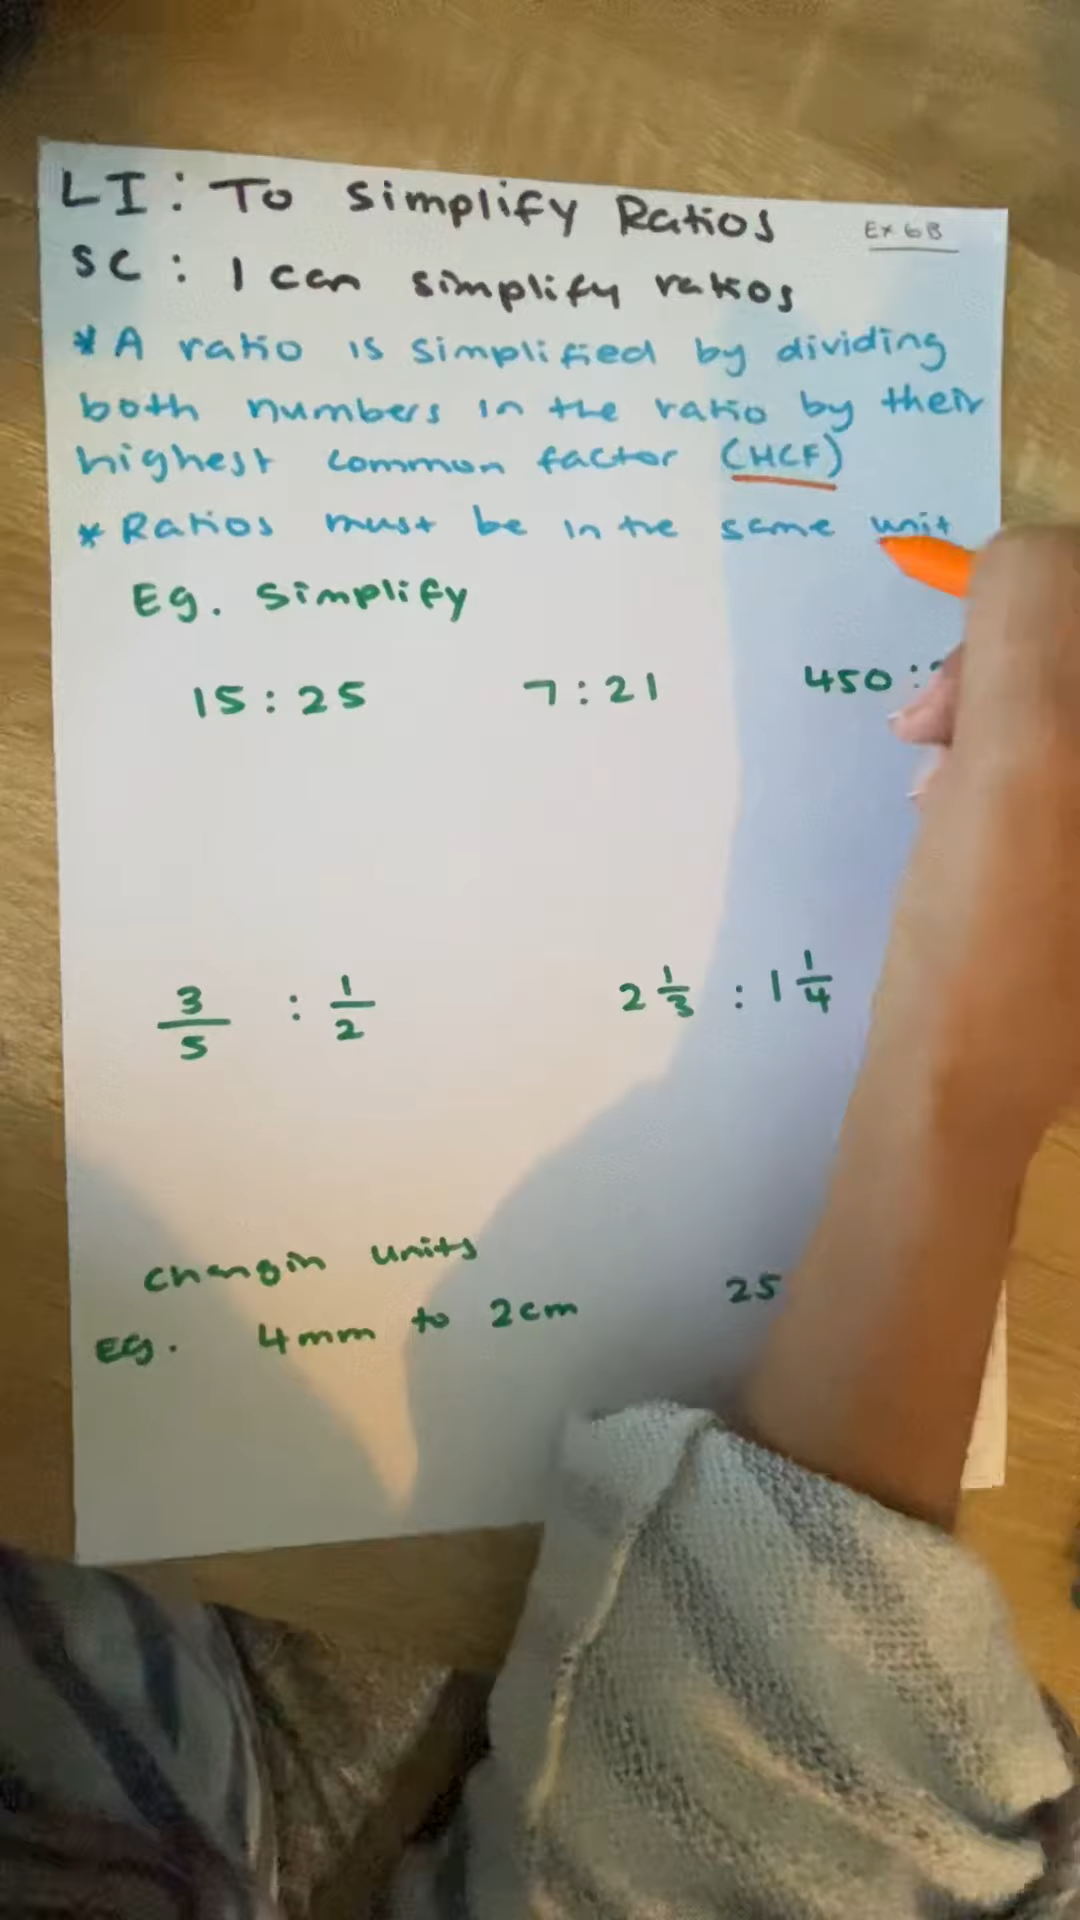 LI: To simplify Ratios
Ex 6B
SC: I can simplify ratios
* A ratio is simplified by dividing
both numbers in the ratio by their
highest common factor (HCF)
* Ratios must be in the same unit
Eg. Simplify
15:25 7:21 450:
3/5 : 1/2 2 1/3 : 1 1/4
Changin units
EG. 4mm to 2cm 25